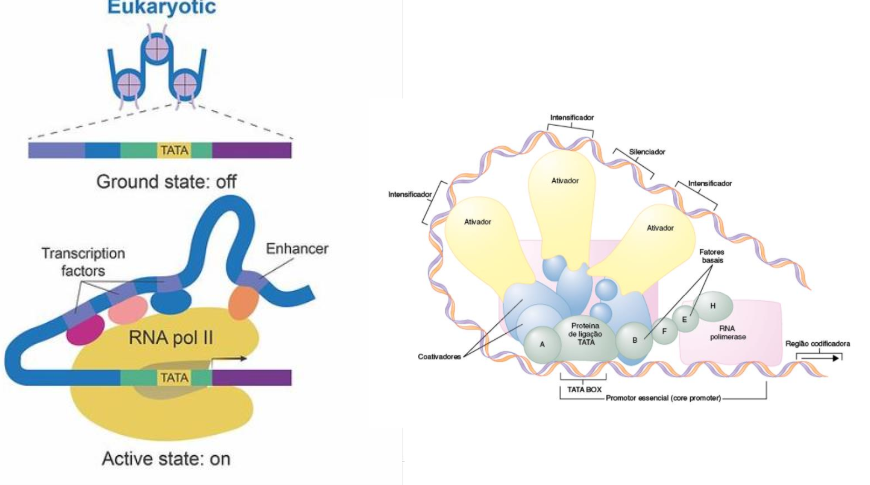 Eukaryotic
TATA
Ground state: off
Transcription
factors
Enhancer
RNA pol II
TATA
Active state: on
Intensificador
Silenciador
Intensificador
Intensificador
Ativador
Ativador
Ativador
Fatores
basais
H
E
F
B
A
Proteína
de ligação
TATA
RNA
polimerase
Região codificadora
Coativadores
TATA BOX
Promotor essencial (core promoter)